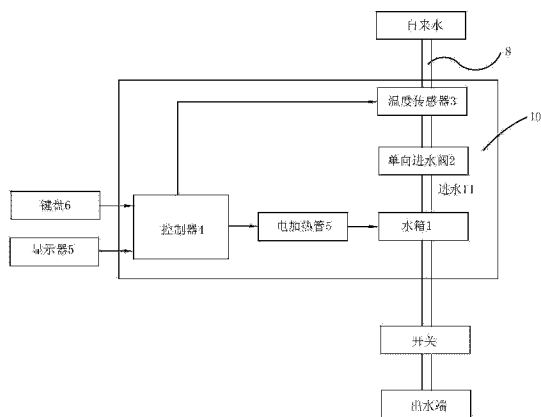 自来水
8
温度传感器3
10
单向进水阀2
进水口
键盘6
控制器4
电加热管5
水箱1
显示器5
开关
出水端